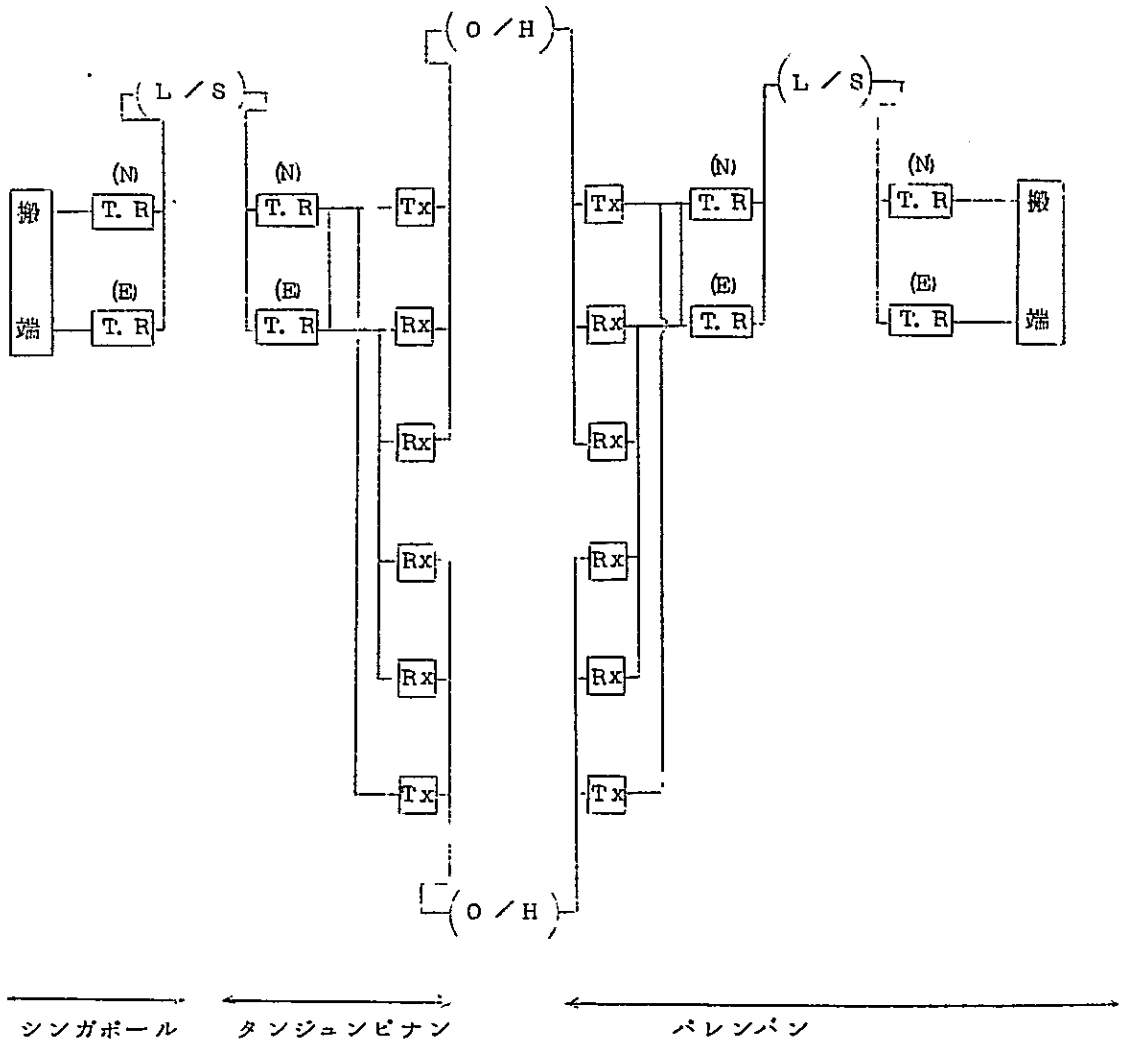 ( O / H )
( L / S ) ( L / S )
(N) (N) (N) (N)
搬 T. R T. R Tx Tx T. R T. R 搬
(E) (E) (E) (E)
端 T. R T. R Rx Rx T. R T. R 端
Rx Rx
Rx Rx
Rx Rx
Tx Tx
( O / H )
シンガポール タンジュンピナン パレンバン